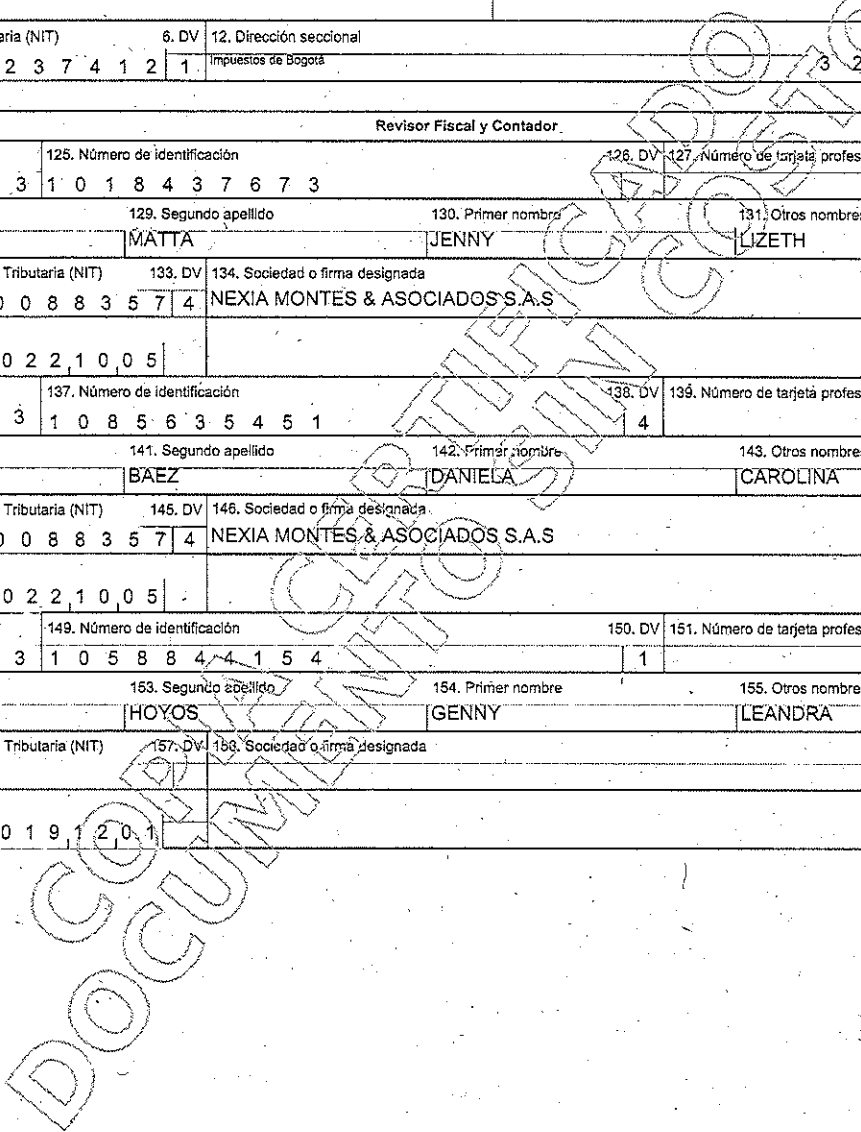 aria (NIT) 6. DV 12. Dirección seccional
2 3 7 4 1 2 1 Impuestos de Bogotá 3 2
Revisor Fiscal y Contador
125. Número de identificación 126. DV 127. Número de tarjeta profes
3 1 0 1 8 4 3 7 6 7 3
129. Segundo apellido 130. Primer nombre 131. Otros nombres
MATTA JENNY LIZETH
Tributaria (NIT) 133. DV 134. Sociedad o firma designada
0 0 8 8 3 5 7 4 NEXIA MONTES & ASOCIADOS S.A.S
0 2 2 1 0 0 5
137. Número de identificación 138. DV 139. Número de tarjeta profes
3 1 0 8 5 6 3 5 4 5 1 4
141. Segundo apellido 142. Primer nombre 143. Otros nombres
BAEZ DANIELA CAROLINA
Tributaria (NIT) 145. DV 146. Sociedad o firma designada
0 0 8 8 3 5 7 4 NEXIA MONTES & ASOCIADOS S.A.S
0 2 2 1 0 0 5
149. Número de identificación 150. DV 151. Número de tarjeta profes
3 1 0 5 8 8 4 4 1 5 4 1
153. Segundo apellido 154. Primer nombre 155. Otros nombre
HOYOS GENNY LEANDRA
Tributaria (NIT) 157. DV 158. Sociedad o firma designada
0 1 9 1 2 0 1
COPIA CERTIFICADO
DOCUMENTO SIN COSTO